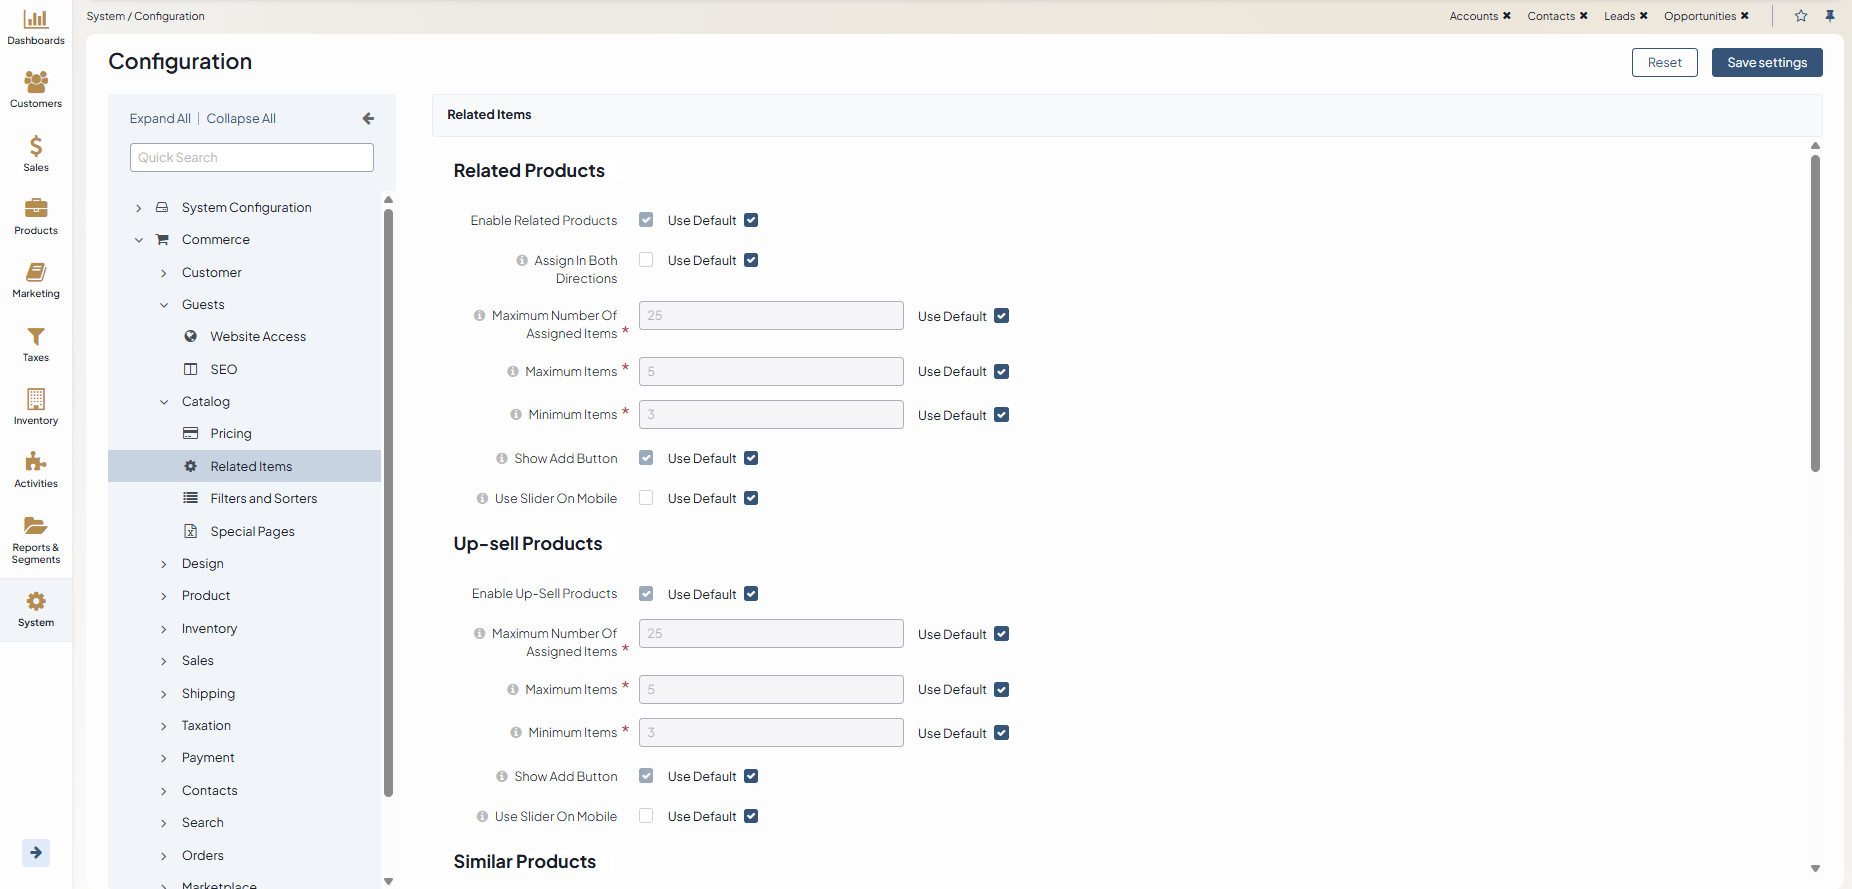 System / Configuration
Accounts ✖ Contacts ✖ Leads ✖ Opportunities ✖
Dashboards
Customers
Sales
Products
Marketing
Taxes
Inventory
Activities
Reports &
Segments
System
Configuration
Reset
Save settings
Expand All | Collapse All
Quick Search
System Configuration
Commerce
Customer
Guests
Website Access
SEO
Catalog
Pricing
Related Items
Filters and Sorters
Special Pages
Design
Product
Inventory
Sales
Shipping
Taxation
Payment
Contacts
Search
Orders
Marketplace
Related Items
Related Products
Enable Related Products Use Default
Assign In Both
Directions
Use Default
Maximum Number Of
Assigned Items *
25
Use Default
Maximum Items * 5 Use Default
Minimum Items * 3 Use Default
Show Add Button Use Default
Use Slider On Mobile Use Default
Up-sell Products
Enable Up-Sell Products Use Default
Maximum Number Of
Assigned Items *
25
Use Default
Maximum Items * 5 Use Default
Minimum Items * 3 Use Default
Show Add Button Use Default
Use Slider On Mobile Use Default
Similar Products